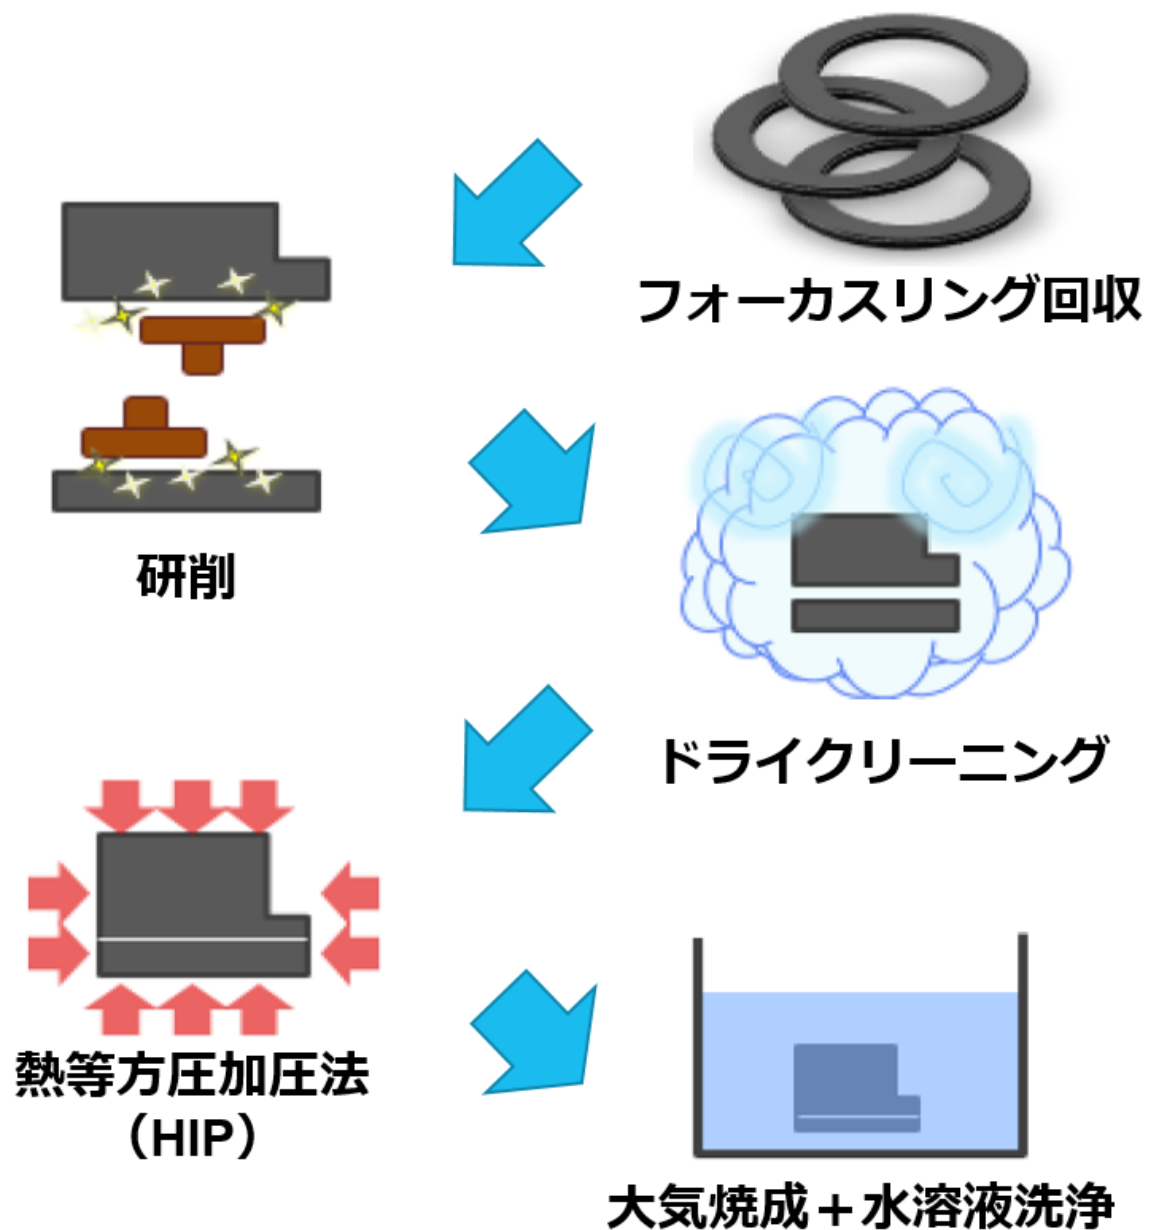 フォーカスリング回収
研削
ドライクリーニング
熱等方圧加圧法
（HIP）
大気焼成＋水溶液洗浄